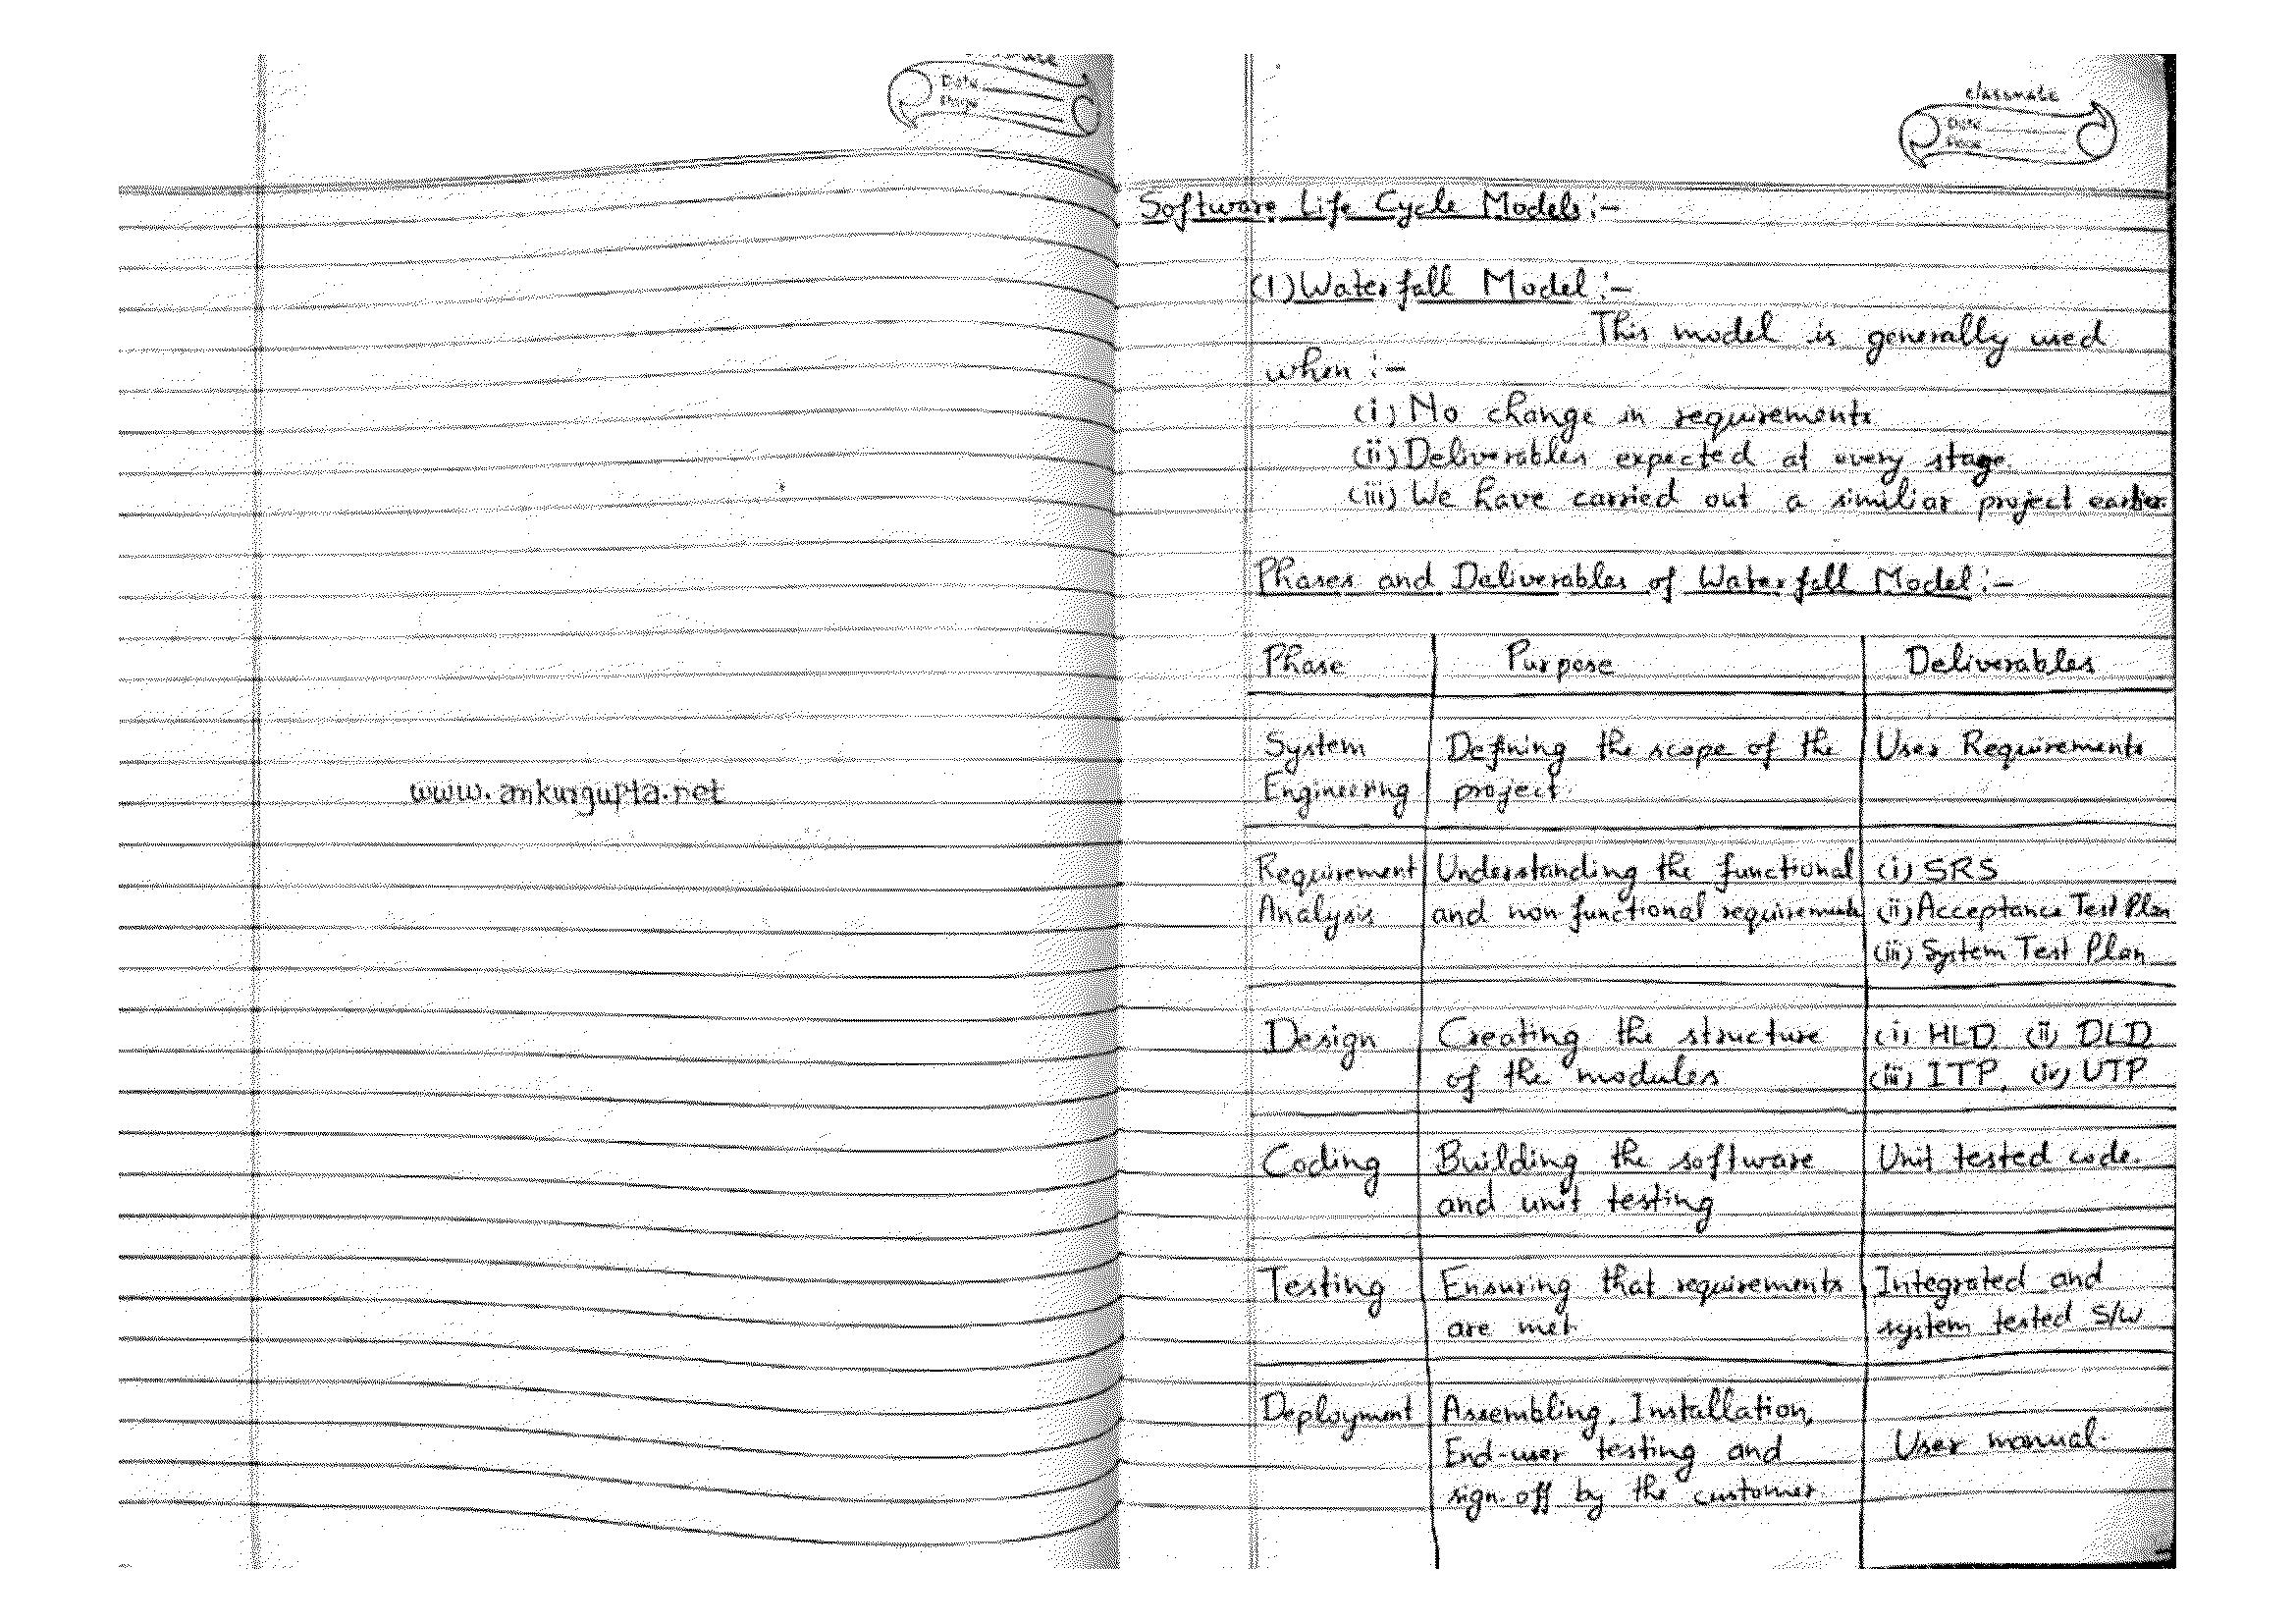 Date
Page
www.ankurgupta.net
classmate
Date
Page
Software Life Cycle Models :-
(1) Waterfall Model :-
This model is generally used
when :-
(i) No change in requirements
(ii) Deliverables expected at every stage.
(iii) We have carried out a similiar project earlier.
Phases and Deliverables of Waterfall Model :-
Phase Purpose Deliverables
System Defining the scope of the User Requirements
Engineering project.
Requirement Understanding the functional (i) SRS
Analysis and non-functional requirements (ii) Acceptance Test Plan
(iii) System Test Plan
Design Creating the structure (i) HLD (ii) DLD
of the modules (iii) ITP, (iv) UTP
Coding Building the software Unit tested code.
and unit testing
Testing Ensuring that requirements Integrated and
are met. system tested S/W
Deployment Assembling, Installation,
End-user testing and User manual.
sign-off by the customer.